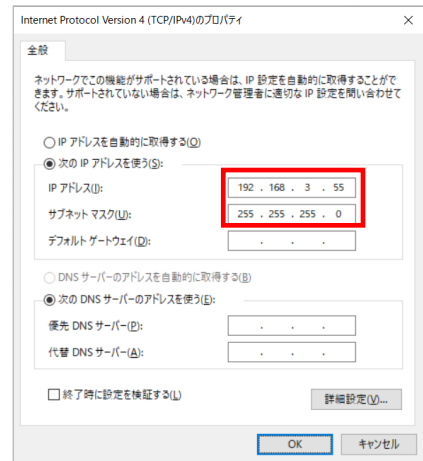 Internet Protocol Version 4 (TCP/IPv4)のプロパティ
全般
ネットワークでこの機能がサポートされている場合は、IP 設定を自動的に取得することがで
きます。サポートされていない場合は、ネットワーク管理者に適切な IP 設定を問い合わせて
ください。
IP アドレスを自動的に取得する(O)
次の IP アドレスを使う(S):
IP アドレス(I): 192 . 168 . 3 . 55
サブネット マスク(U): 255 . 255 . 255 . 0
デフォルト ゲートウェイ(D): . . .
DNS サーバーのアドレスを自動的に取得する(B)
次の DNS サーバーのアドレスを使う(E):
優先 DNS サーバー(P): . . .
代替 DNS サーバー(A): . . .
終了時に設定を検証する(L)
詳細設定(V)...
OK キャンセル